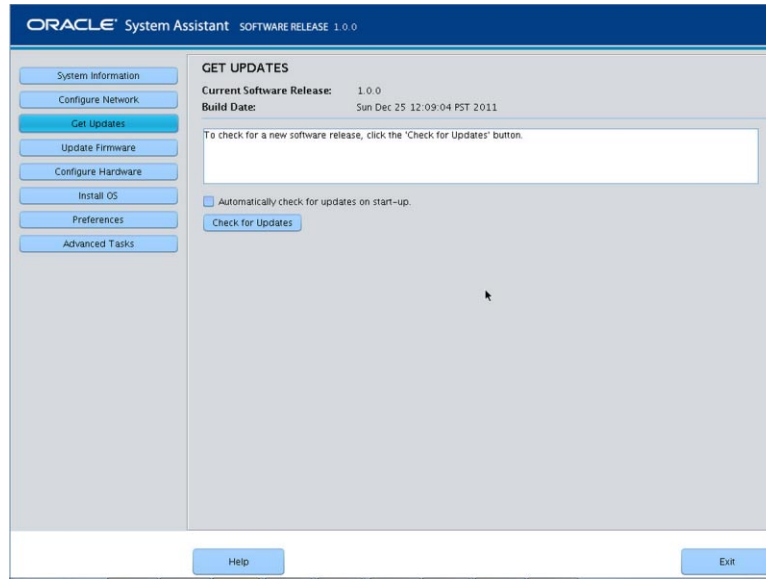 ORACLE® System Assistant SOFTWARE RELEASE 1.0.0
System Information
Configure Network
Get Updates
Update Firmware
Configure Hardware
Install OS
Preferences
Advanced Tasks
GET UPDATES
Current Software Release: 1.0.0
Build Date: Sun Dec 25 12:09:04 PST 2011
To check for a new software release, click the 'Check for Updates' button.
Automatically check for updates on start-up.
Check for Updates
Help
Exit